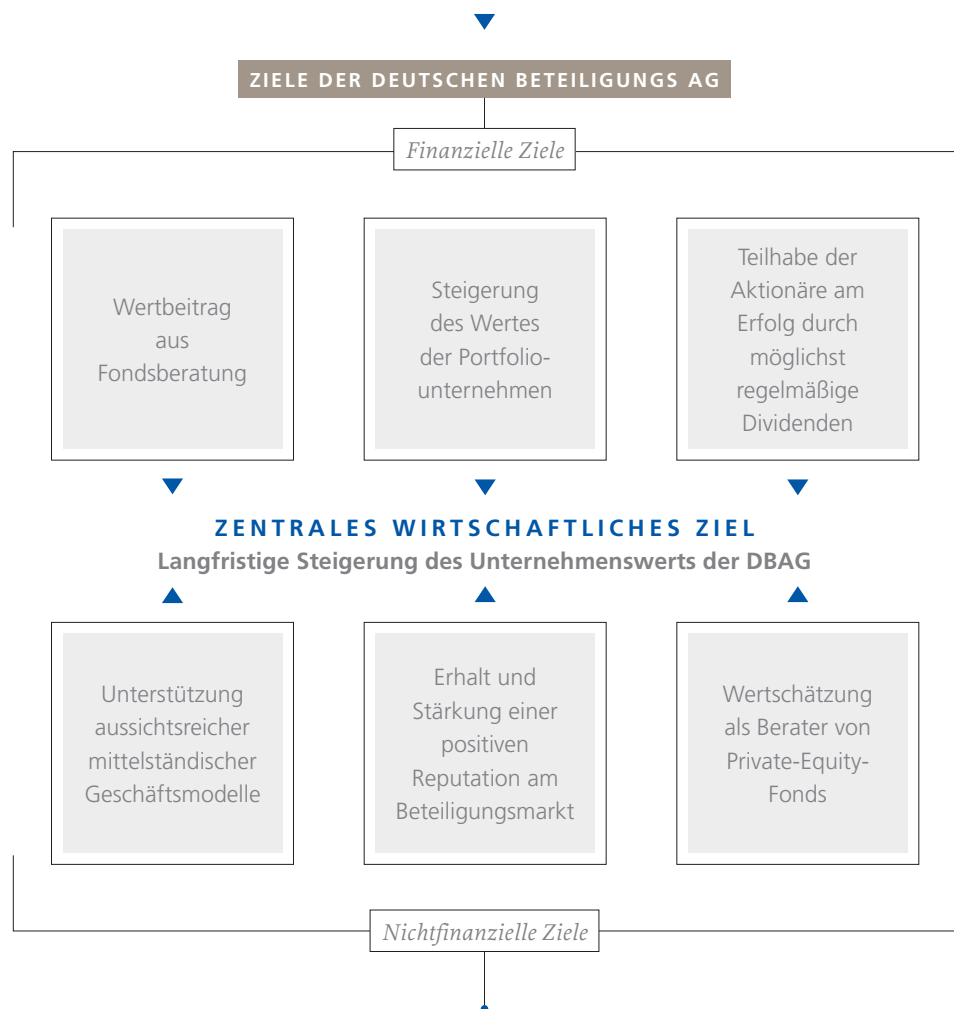 ZIELE DER DEUTSCHEN BETEILIGUNGS AG
Finanzielle Ziele
Wertbeitrag
aus
Fondsberatung
Steigerung
des Wertes
der Portfolio-
unternehmen
Teilhabe der
Aktionäre am
Erfolg durch
möglichst
regelmäßige
Dividenden
ZENTRALES WIRTSCHAFTLICHES ZIEL
Langfristige Steigerung des Unternehmenswerts der DBAG
Unterstützung
aussichtsreicher
mittelständischer
Geschäftsmodelle
Erhalt und
Stärkung einer
positiven
Reputation am
Beteiligungsmarkt
Wertschätzung
als Berater von
Private-Equity-
Fonds
Nichtfinanzielle Ziele